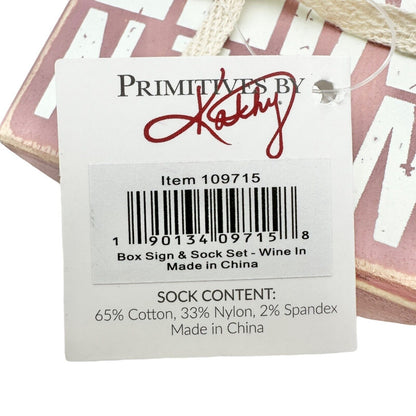 PRIMITIVES BY
Kathy
Item 109715
1 90134 09715 8
Box Sign & Sock Set - Wine In
Made in China
SOCK CONTENT:
65% Cotton, 33% Nylon, 2% Spandex
Made in China